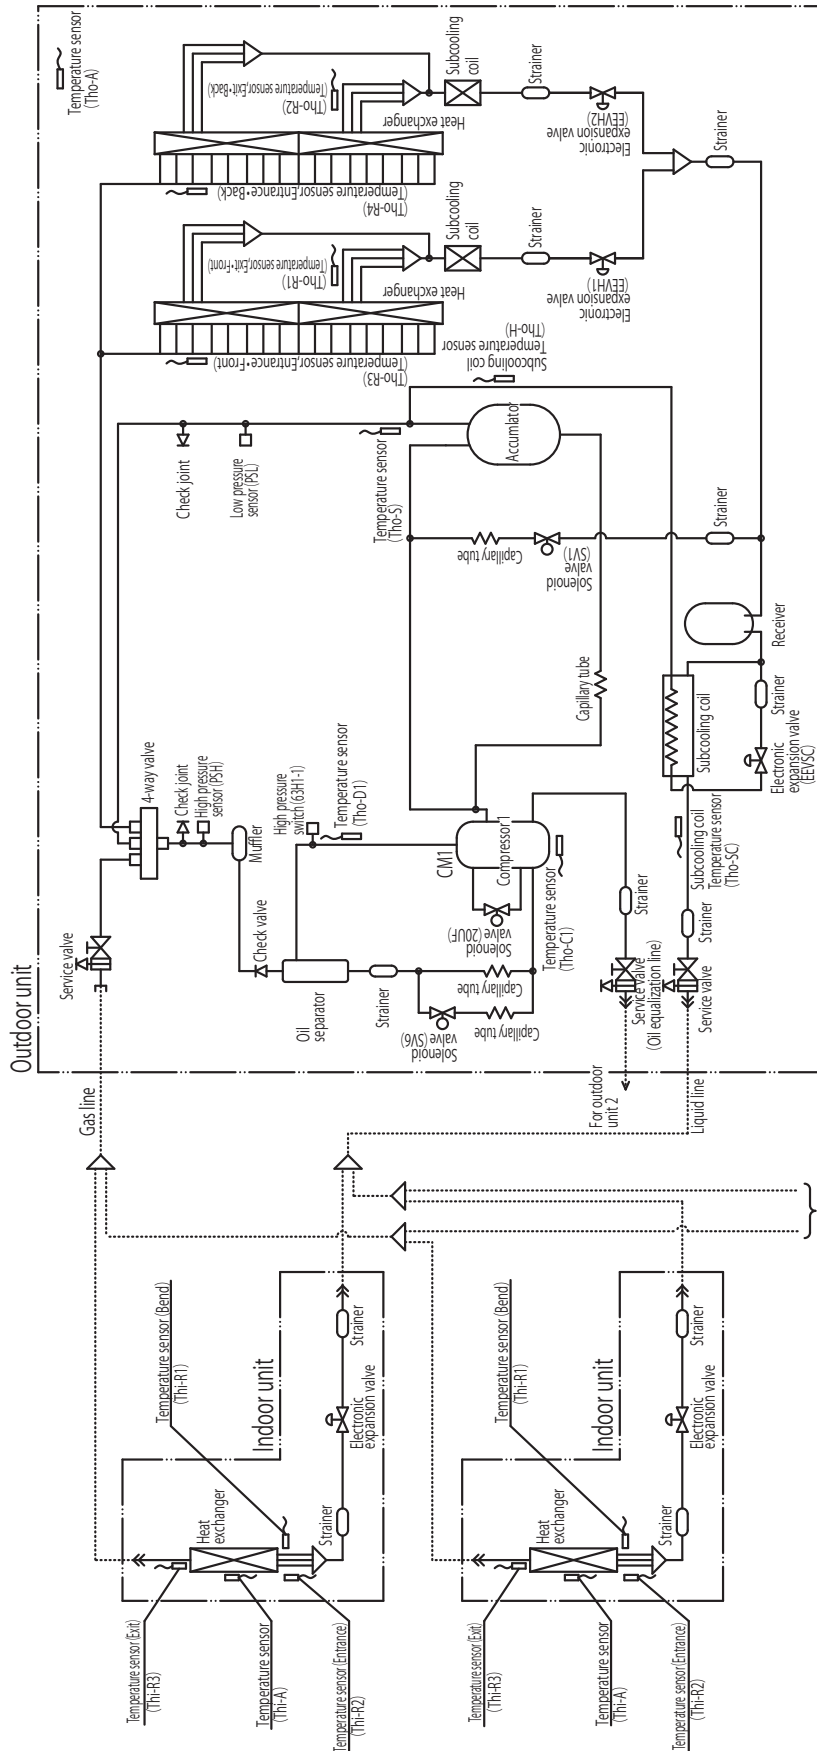 Outdoor unit
Temperature sensor
(Tho-A)
Temperature sensor, Exit•Back)
(Tho-R2)
Heat exchanger
Subcooling
coil
Strainer
Electronic
expansion valve
(EEVH2)
Strainer
Temperature sensor,Entrance•Back)
(Tho-R4)
Temperature sensor, Exit•Front)
(Tho-R1)
Heat exchanger
Subcooling
coil
Strainer
Electronic
expansion valve
(EEVH1)
Temperature sensor,Entrance•Front)
(Tho-R3)
Subcooling coil
Temperature sensor
(Tho-H)
Check joint
Low pressure
sensor (PSL)
Temperature sensor
(Tho-S)
Accumlator
Capillary tube
Solenoid
valve
(SV1)
Strainer
Receiver
Capillary tube
Subcooling coil
Strainer
Electronic
expansion valve
(EEVSC)
4-way valve
Check joint
High pressure
sensor (PSH)
Muffler
High pressure
switch (63H1-1)
Temperature sensor
(Tho-D1)
CM1
Compressor1
Solenoid
valve (20UF)
Temperature sensor
(Tho-C1)
Strainer
Subcooling coil
Temperature sensor
(Tho-SC)
Strainer
Service valve
Check valve
Oil
separator
Strainer
Capillary tube
Solenoid
valve (SV6)
Capillary tube
Service valve
(Oil equalization line)
Service valve
Gas line
For outdoor
unit 2
Liquid line
Temperature sensor (Bend)
(Thi-R1)
Indoor unit
Strainer
Electronic
expansion valve
Heat
exchanger
Strainer
Temperature sensor (Exit)
(Thi-R3)
Temperature sensor
(Thi-A)
Temperature sensor (Entrance)
(Thi-R2)
Temperature sensor (Bend)
(Thi-R1)
Indoor unit
Strainer
Electronic
expansion valve
Heat
exchanger
Strainer
Temperature sensor (Exit)
(Thi-R3)
Temperature sensor
(Thi-A)
Temperature sensor (Entrance)
(Thi-R2)